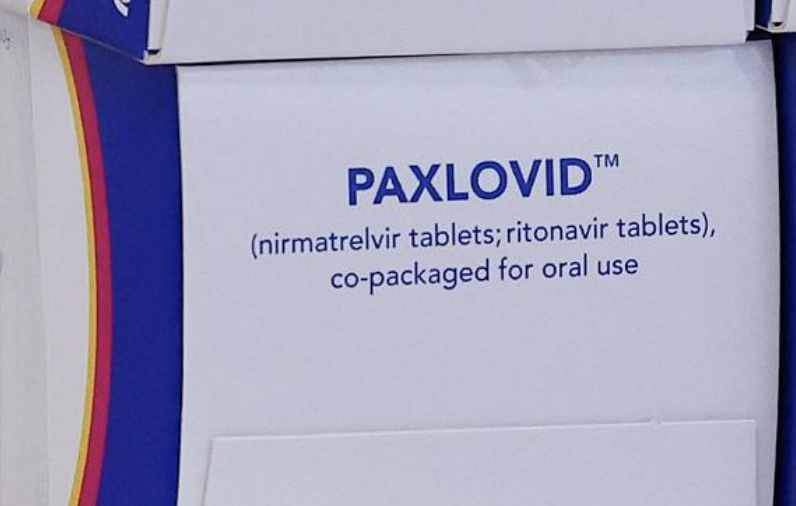 PAXLOVID™
(nirmatrelvir tablets; ritonavir tablets),
co-packaged for oral use